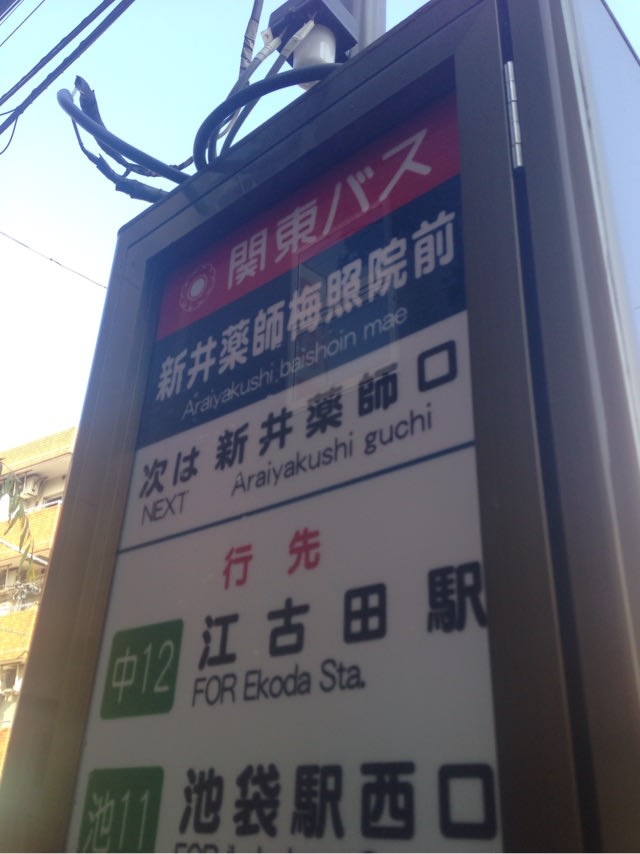 関東バス
新井薬師梅照院前
Araiyakushi baishoin mae
次は 新井薬師口
NEXT Araiyakushi guchi
行先
中12 江古田駅
FOR Ekoda Sta.
池11 池袋駅西口
FOR